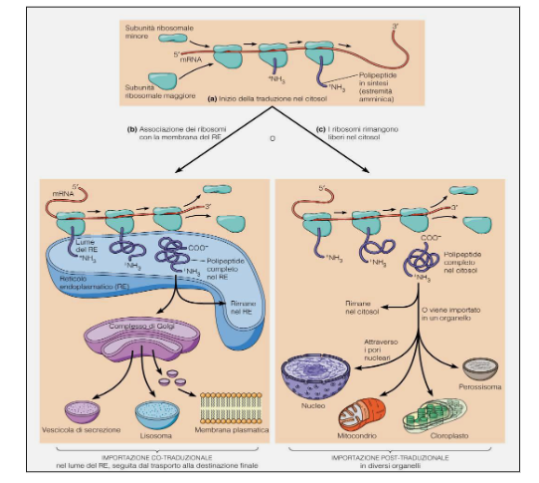 Subunità ribosomale
minore
3'
5'
mRNA
Subunità
ribosomale maggiore
⁺NH₃
⁺NH₃
Polipeptide
in sintesi
(estremità
amminica)
(a) Inizio della traduzione nel citosol
(b) Associazione dei ribosomi
con la membrana del RE
O
(c) I ribosomi rimangono
liberi nel citosol
5'
mRNA
3'
Lume
del RE
⁺NH₃
⁺NH₃
COO⁻
⁺NH₃
Polipeptide
completo
nel RE
Reticolo
endoplasmatico (RE)
Rimane
nel RE
Complesso di Golgi
Vescicola di secrezione
Lisosoma
Membrana plasmatica
IMPORTAZIONE CO-TRADUZIONALE
nel lume del RE, seguita dal trasporto alla destinazione finale
5'
3'
⁺NH₃
⁺NH₃
COO⁻
⁺NH₃
Polipeptide
completo
nel citosol
Rimane
nel citosol
O viene importato
in un organello
Attraverso
i pori
nucleari
Nucleo
Mitocondrio
Cloroplasto
Perossisoma
IMPORTAZIONE POST-TRADUZIONALE
in diversi organelli